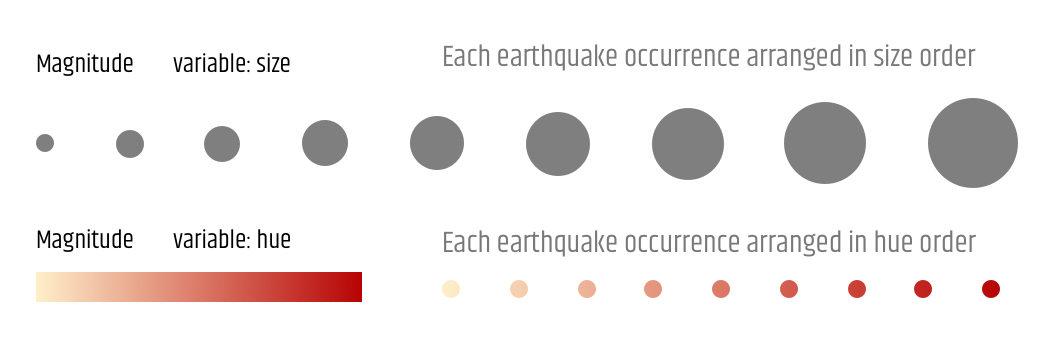 Magnitude variable: size
Each earthquake occurrence arranged in size order
Magnitude variable: hue
Each earthquake occurrence arranged in hue order